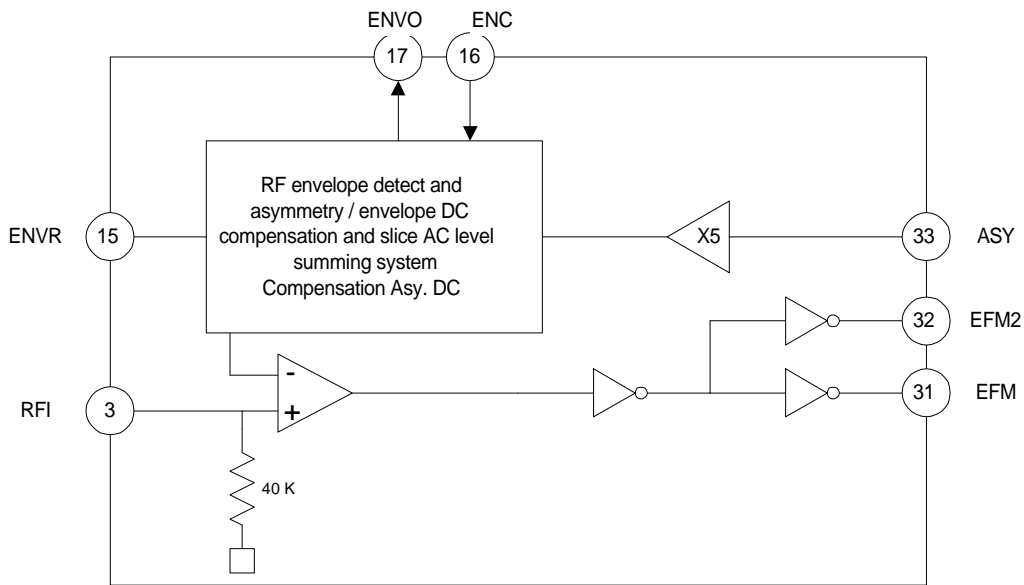 ENVO ENC
17 16
RF envelope detect and
asymmetry / envelope DC
compensation and slice AC level
summing system
Compensation Asy. DC
ENVR 15
X5
33 ASY
32 EFM2
-
+
RFI 3
31 EFM
40 K